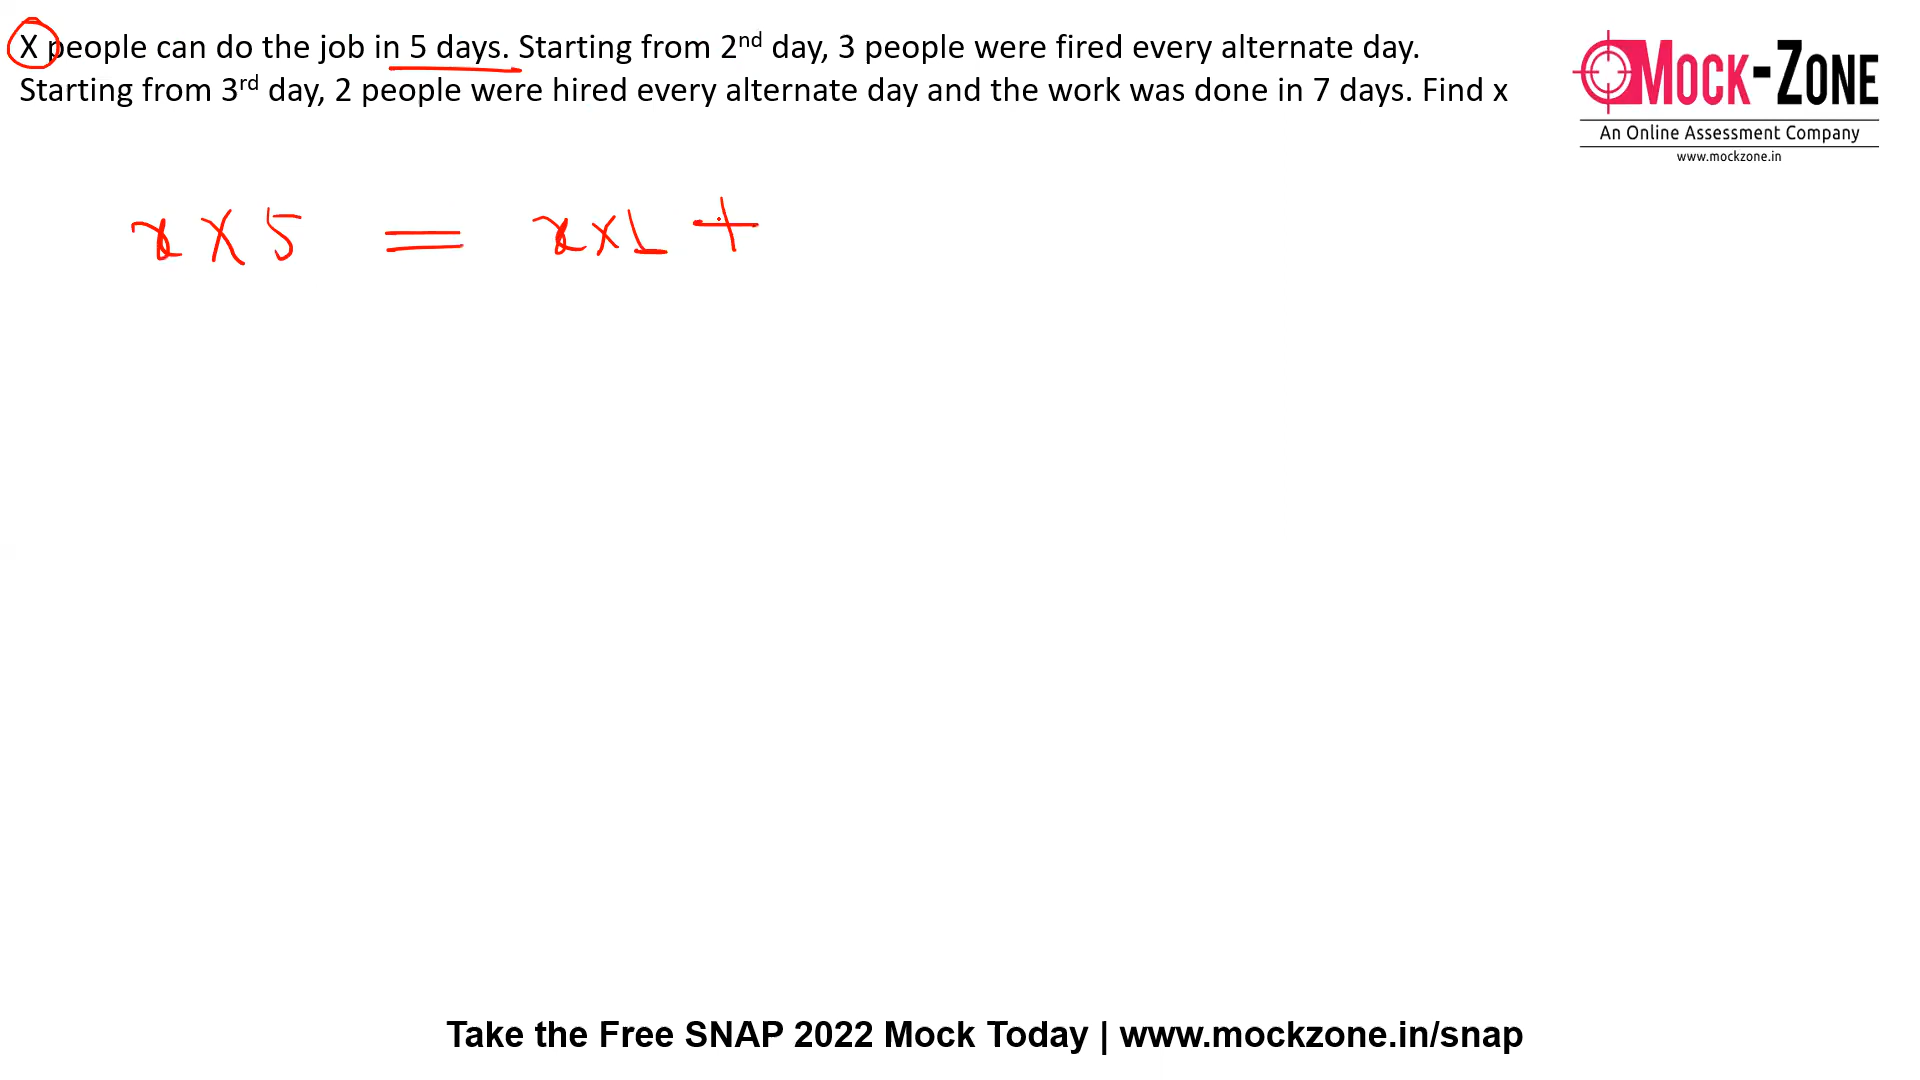 X people can do the job in 5 days. Starting from 2nd day, 3 people were fired every alternate day.
Starting from 3rd day, 2 people were hired every alternate day and the work was done in 7 days. Find x
MOCK-ZONE
An Online Assessment Company
www.mockzone.in
x × 5 = x × 1 +
Take the Free SNAP 2022 Mock Today | www.mockzone.in/snap